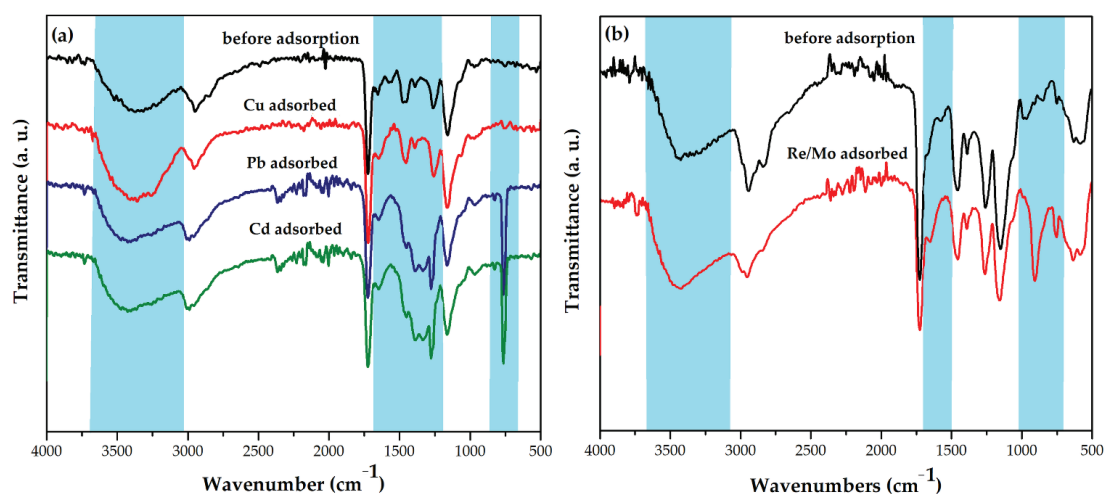 (a)
before adsorption
Cu adsorbed
Pb adsorbed
Cd adsorbed
Transmittance (a. u.)
4000 3500 3000 2500 2000 1500 1000 500
Wavenumber (cm⁻¹)
(b)
before adsorption
Re/Mo adsorbed
Transmittance (a. u.)
4000 3500 3000 2500 2000 1500 1000 500
Wavenumbers (cm⁻¹)